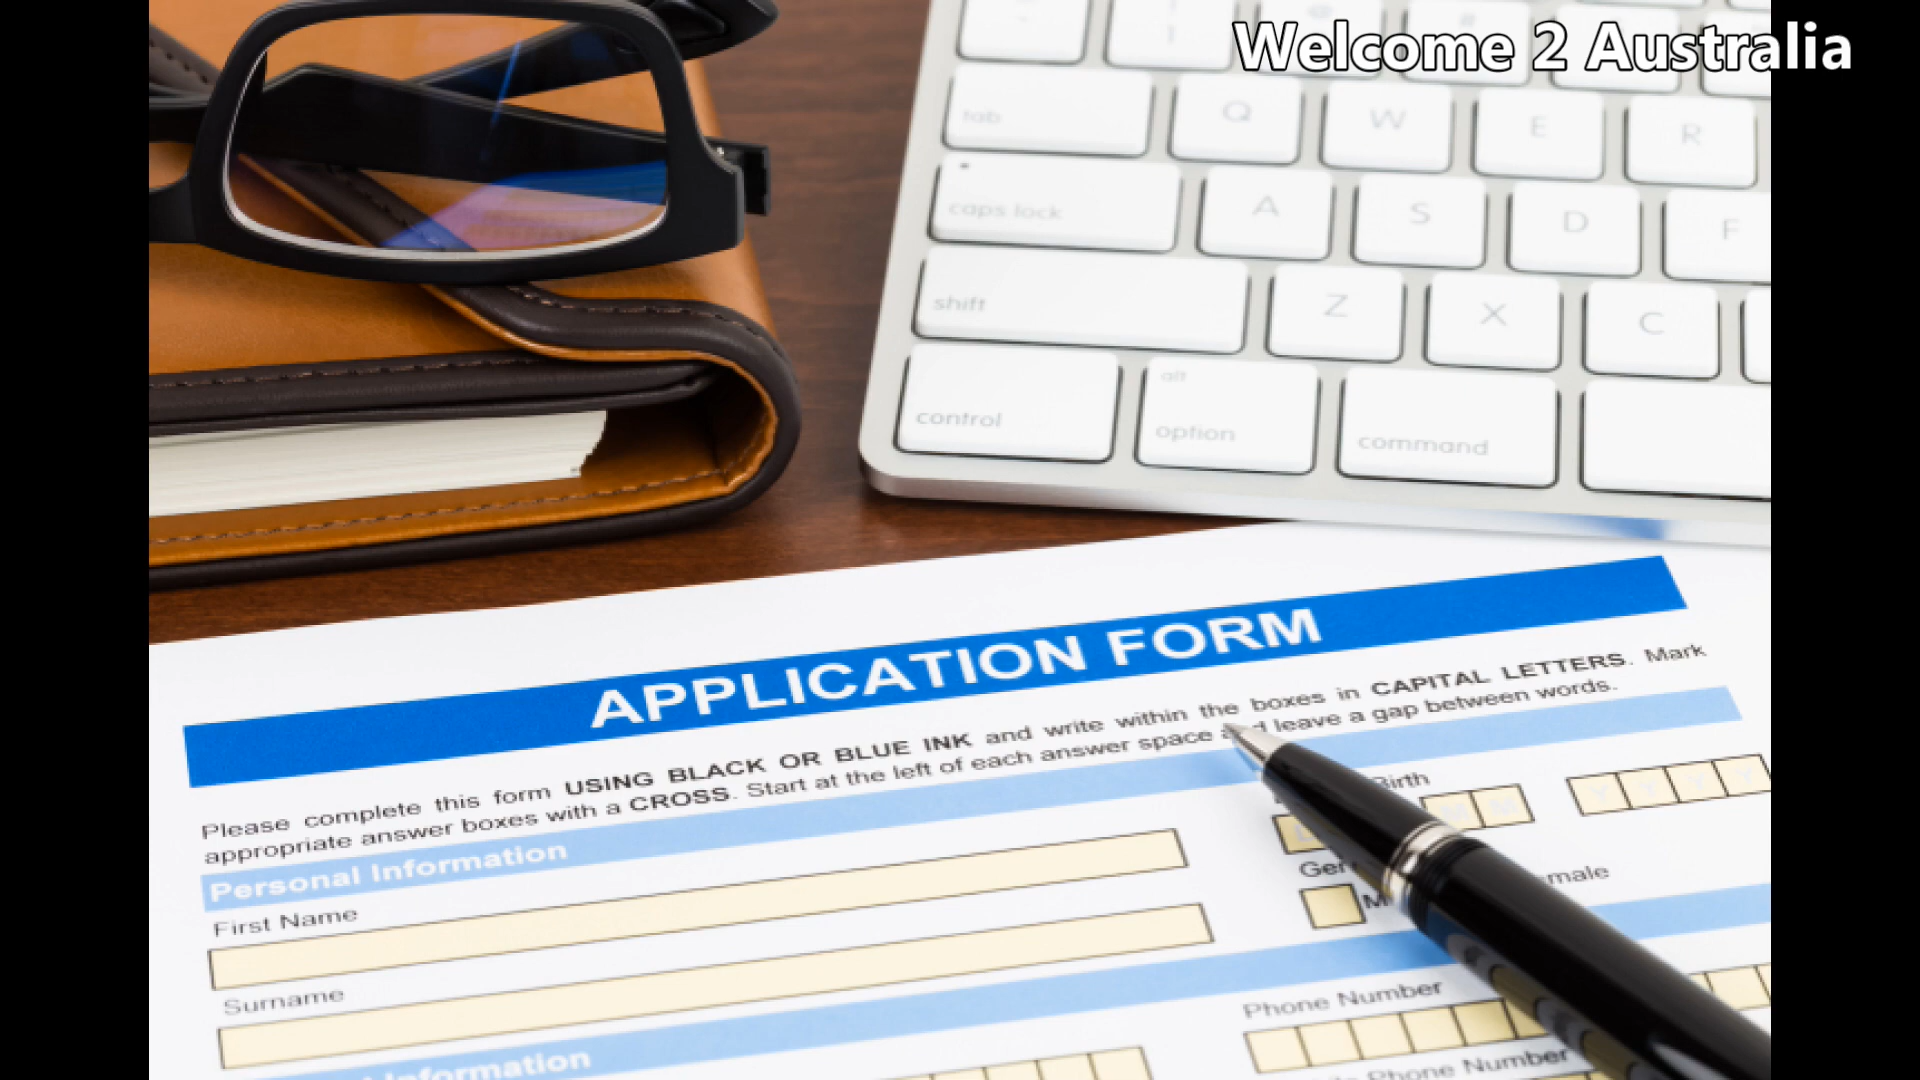 Welcome 2 Australia
tab
Q
W
E
R
caps lock
A
S
D
F
shift
Z
X
C
control
alt
option
command
APPLICATION FORM
Please complete this form USING BLACK OR BLUE INK and write within the boxes in CAPITAL LETTERS. Mark
appropriate answer boxes with a CROSS. Start at the left of each answer space leave a gap between words.
Personal Information
Birth
M M Y Y Y Y
First Name
Surname
Phone Number
Information
Phone Number